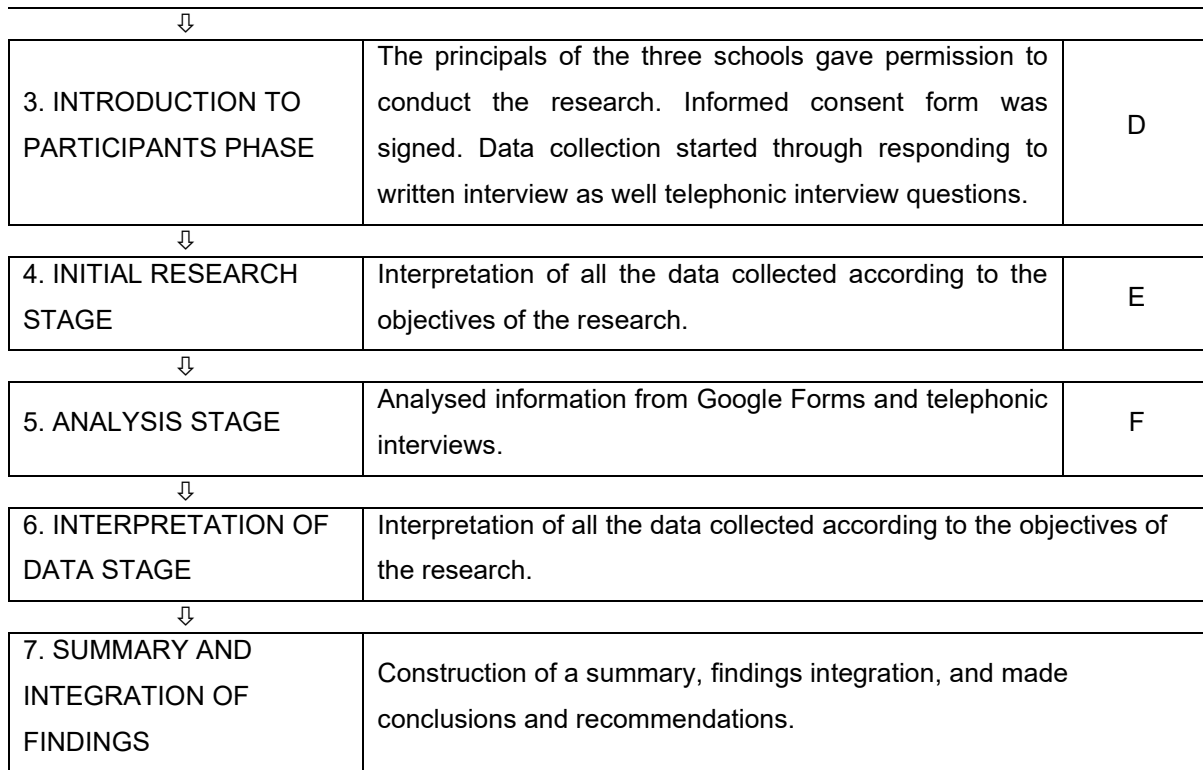 ⇩
3. INTRODUCTION TO
PARTICIPANTS PHASE
The principals of the three schools gave permission to
conduct the research. Informed consent form was
signed. Data collection started through responding to
written interview as well telephonic interview questions.
D
⇩
4. INITIAL RESEARCH
STAGE
Interpretation of all the data collected according to the
objectives of the research.
E
⇩
5. ANALYSIS STAGE
Analysed information from Google Forms and telephonic
interviews.
F
⇩
6. INTERPRETATION OF
DATA STAGE
Interpretation of all the data collected according to the objectives of
the research.
⇩
7. SUMMARY AND
INTEGRATION OF
FINDINGS
Construction of a summary, findings integration, and made
conclusions and recommendations.